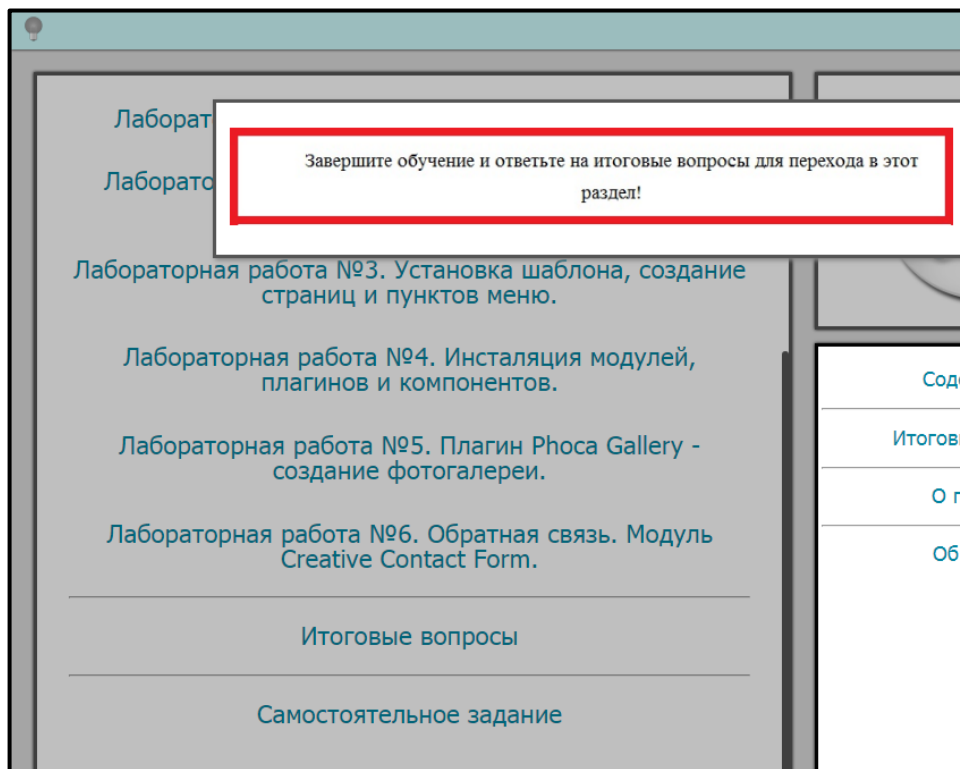 Завершите обучение и ответьте на итоговые вопросы для перехода в этот
раздел!
Лабораторная работа №3. Установка шаблона, создание
страниц и пунктов меню.
Лабораторная работа №4. Инсталяция модулей,
плагинов и компонентов.
Лабораторная работа №5. Плагин Phoca Gallery -
создание фотогалереи.
Лабораторная работа №6. Обратная связь. Модуль
Creative Contact Form.
Итоговые вопросы
Самостоятельное задание
О